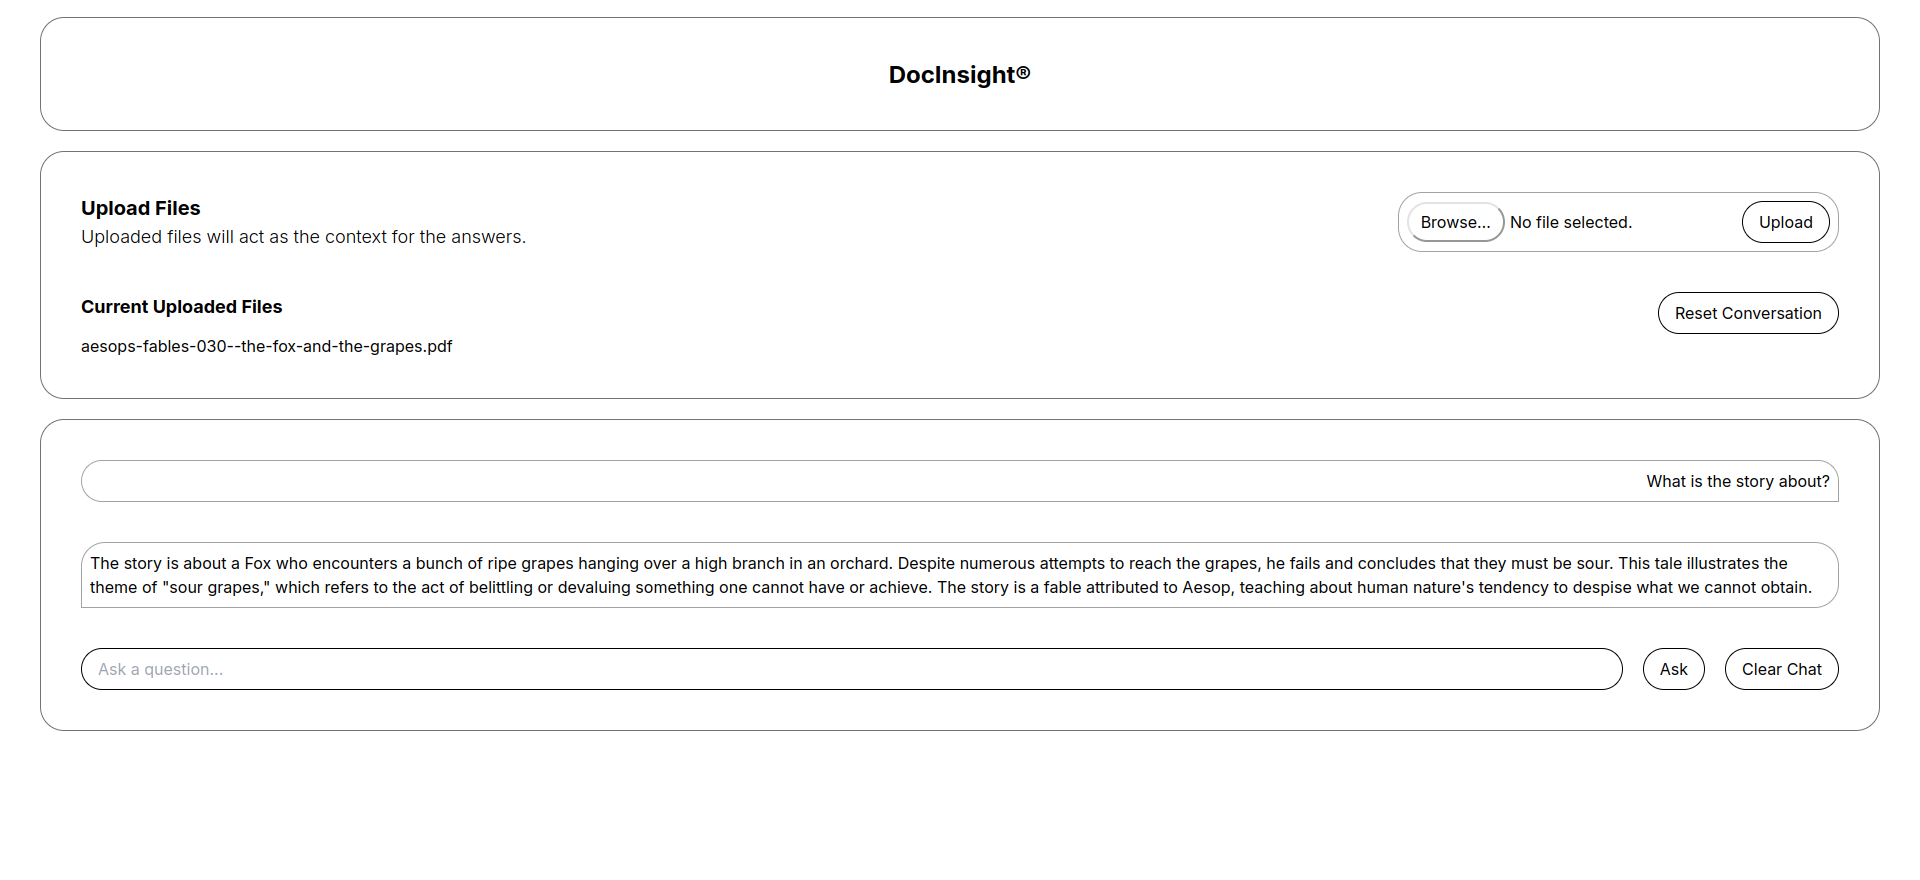 DocInsight®
Upload Files
Uploaded files will act as the context for the answers.
Browse... No file selected. Upload
Current Uploaded Files
Reset Conversation
aesops-fables-030--the-fox-and-the-grapes.pdf
What is the story about?
The story is about a Fox who encounters a bunch of ripe grapes hanging over a high branch in an orchard. Despite numerous attempts to reach the grapes, he fails and concludes that they must be sour. This tale illustrates the
theme of "sour grapes," which refers to the act of belittling or devaluing something one cannot have or achieve. The story is a fable attributed to Aesop, teaching about human nature's tendency to despise what we cannot obtain.
Ask a question... Ask Clear Chat